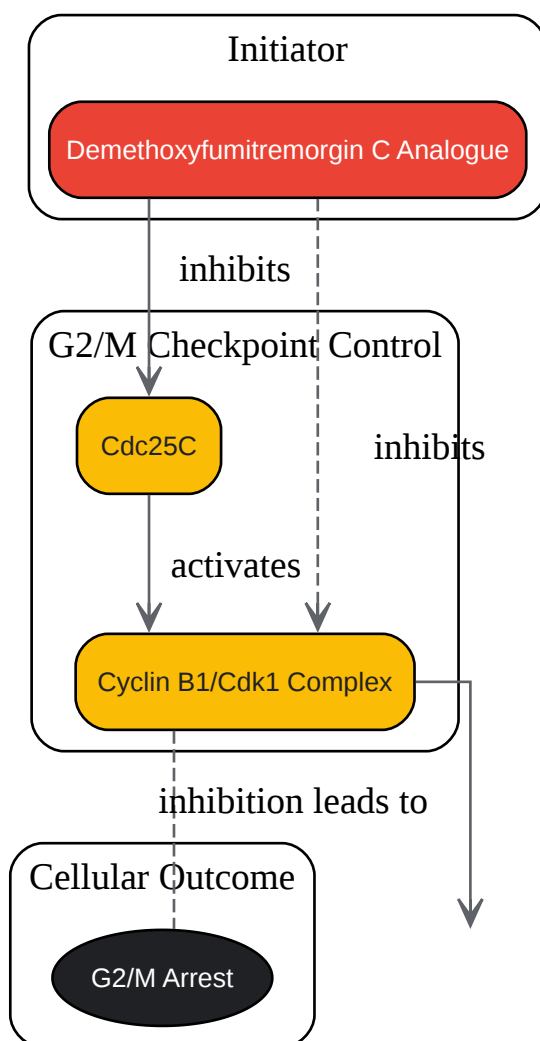 Initiator
Demethoxyfumitremorgin C Analogue
inhibits
G2/M Checkpoint Control
Cdc25C
inhibits
activates
Cyclin B1/Cdk1 Complex
inhibition leads to
Cellular Outcome
G2/M Arrest